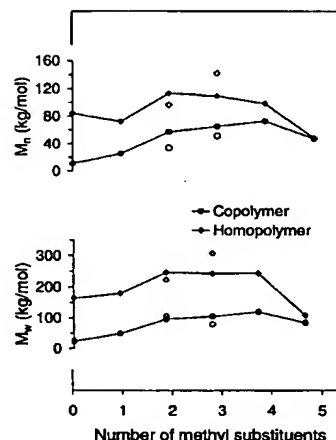 160
120
80
40
0
Mn (kg/mol)
Copolymer
Homopolymer
300
200
100
0
Mw (kg/mol)
0 1 2 3 4 5
Number of methyl substituents